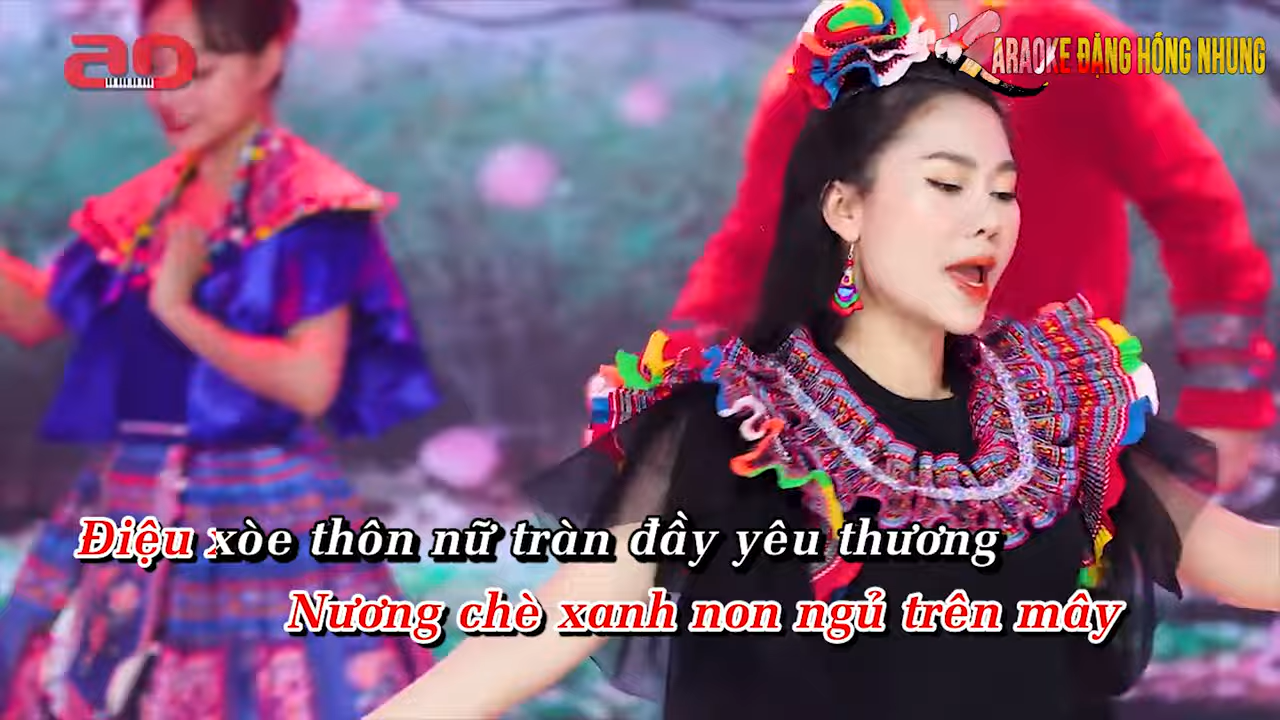 ao
ARAOKE ĐẶNG HÓNG NHUNG
Điệu xòe thôn nữ tràn đầy yêu thương
Nương chè xanh non ngủ trên mây